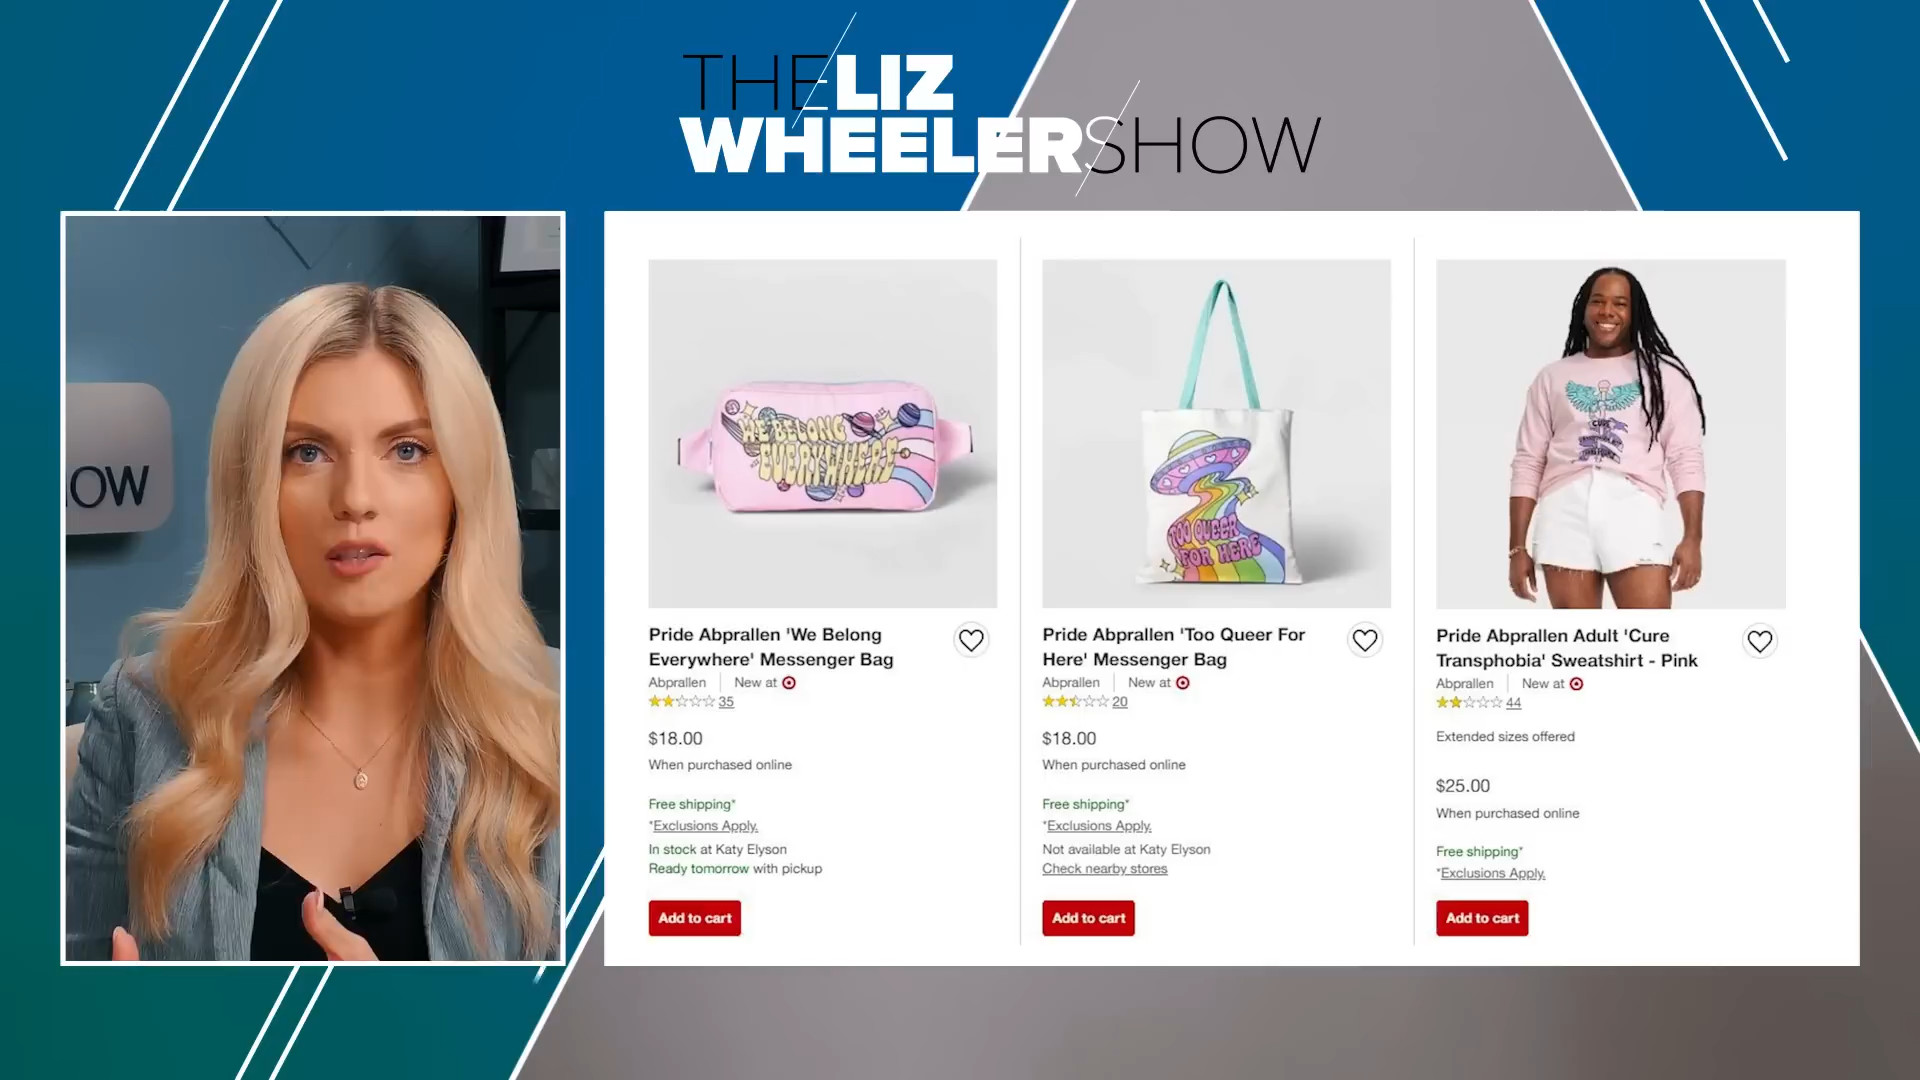 THE LIZ
WHEELER SHOW
OW
WE BELONG
EVERYWHERE
TOO QUEER
FOR HERE
CURE
Pride Abprallen 'We Belong
Everywhere' Messenger Bag
Abprallen
New at
35
$18.00
When purchased online
Free shipping*
*Exclusions Apply.
In stock at Katy Elyson
Ready tomorrow with pickup
Add to cart
Pride Abprallen 'Too Queer For
Here' Messenger Bag
Abprallen
New at
20
$18.00
When purchased online
Free shipping*
*Exclusions Apply.
Not available at Katy Elyson
Check nearby stores
Add to cart
Pride Abprallen Adult 'Cure
Transphobia' Sweatshirt - Pink
Abprallen
New at
44
Extended sizes offered
$25.00
When purchased online
Free shipping*
*Exclusions Apply.
Add to cart